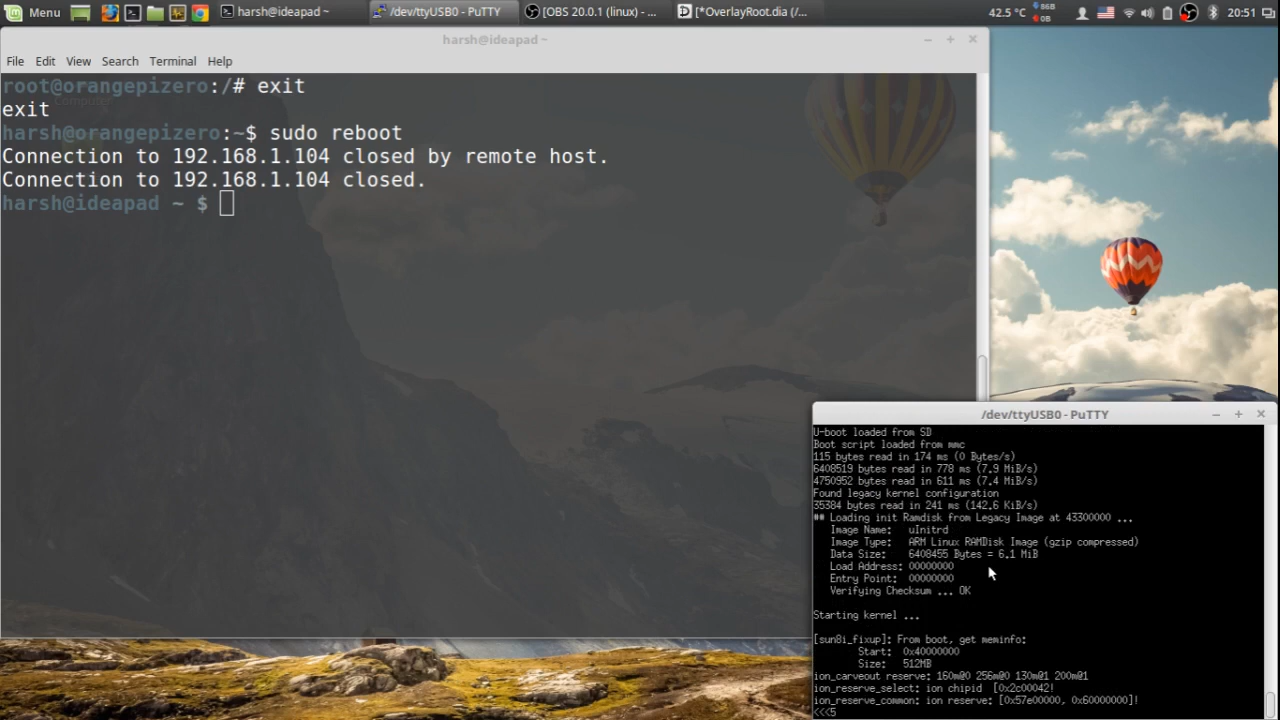 Menu
harsh@ideapad ~
/dev/ttyUSB0 - PuTTY
[OBS 20.0.1 (linux) - ...
[*OverlayRoot.dia (/...
42.5 °C
86B
0B
20:51
harsh@ideapad ~
File Edit View Search Terminal Help
root@orangepizero:/# exit
Computer
exit
harsh@orangepizero:~$ sudo reboot
Connection to 192.168.1.104 closed by remote host.
Connection to 192.168.1.104 closed.
harsh@ideapad ~ $
/dev/ttyUSB0 - PuTTY
U-boot loaded from SD
Boot script loaded from mmc
115 bytes read in 174 ms (0 Bytes/s)
6408519 bytes read in 778 ms (7.9 MiB/s)
4750952 bytes read in 611 ms (7.4 MiB/s)
Found legacy kernel configuration
35384 bytes read in 241 ms (142.6 KiB/s)
## Loading init Ramdisk from Legacy Image at 43300000 ...
Image Name: uInitrd
Image Type: ARM Linux RAMDisk Image (gzip compressed)
Data Size: 6408455 Bytes = 6.1 MiB
Load Address: 00000000
Entry Point: 00000000
Verifying Checksum ... OK
Starting kernel ...
[sun8i_fixup]: From boot, get meminfo:
Start: 0x40000000
Size: 512MB
ion_carveout reserve: 160m@0 256m@0 130m@1 200m@1
ion_reserve_select: ion chipid [0x2c00042!
ion_reserve_common: ion reserve: [0x57e00000, 0x60000000]!
<<<5